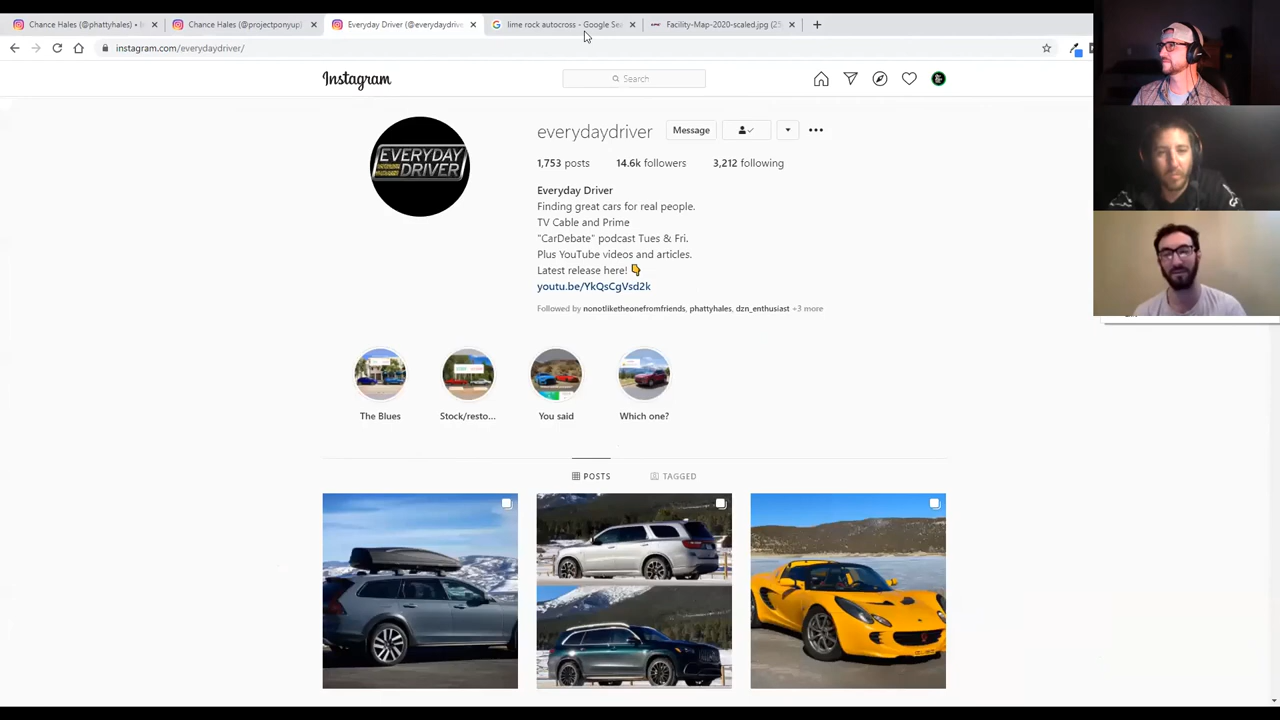 Chance Hales (@phattyhales) •
Chance Hales (@projectponyup)
Everyday Driver (@everydaydrive
lime rock autocross - Google Sea
Facility-Map-2020-scaled.jpg (25
instagram.com/everydaydriver/
Instagram
Search
everydaydriver
Message
1,753 posts 14.6k followers 3,212 following
EVERYDAY
DRIVER
Everyday Driver
Finding great cars for real people.
TV Cable and Prime
"CarDebate" podcast Tues & Fri.
Plus YouTube videos and articles.
Latest release here! 👇
youtu.be/YkQsCgVsd2k
Followed by nonotliketheonefromfriends, phattyhales, dzn_enthusiast +3 more
The Blues
Stock/resto...
You said
Which one?
POSTS
TAGGED